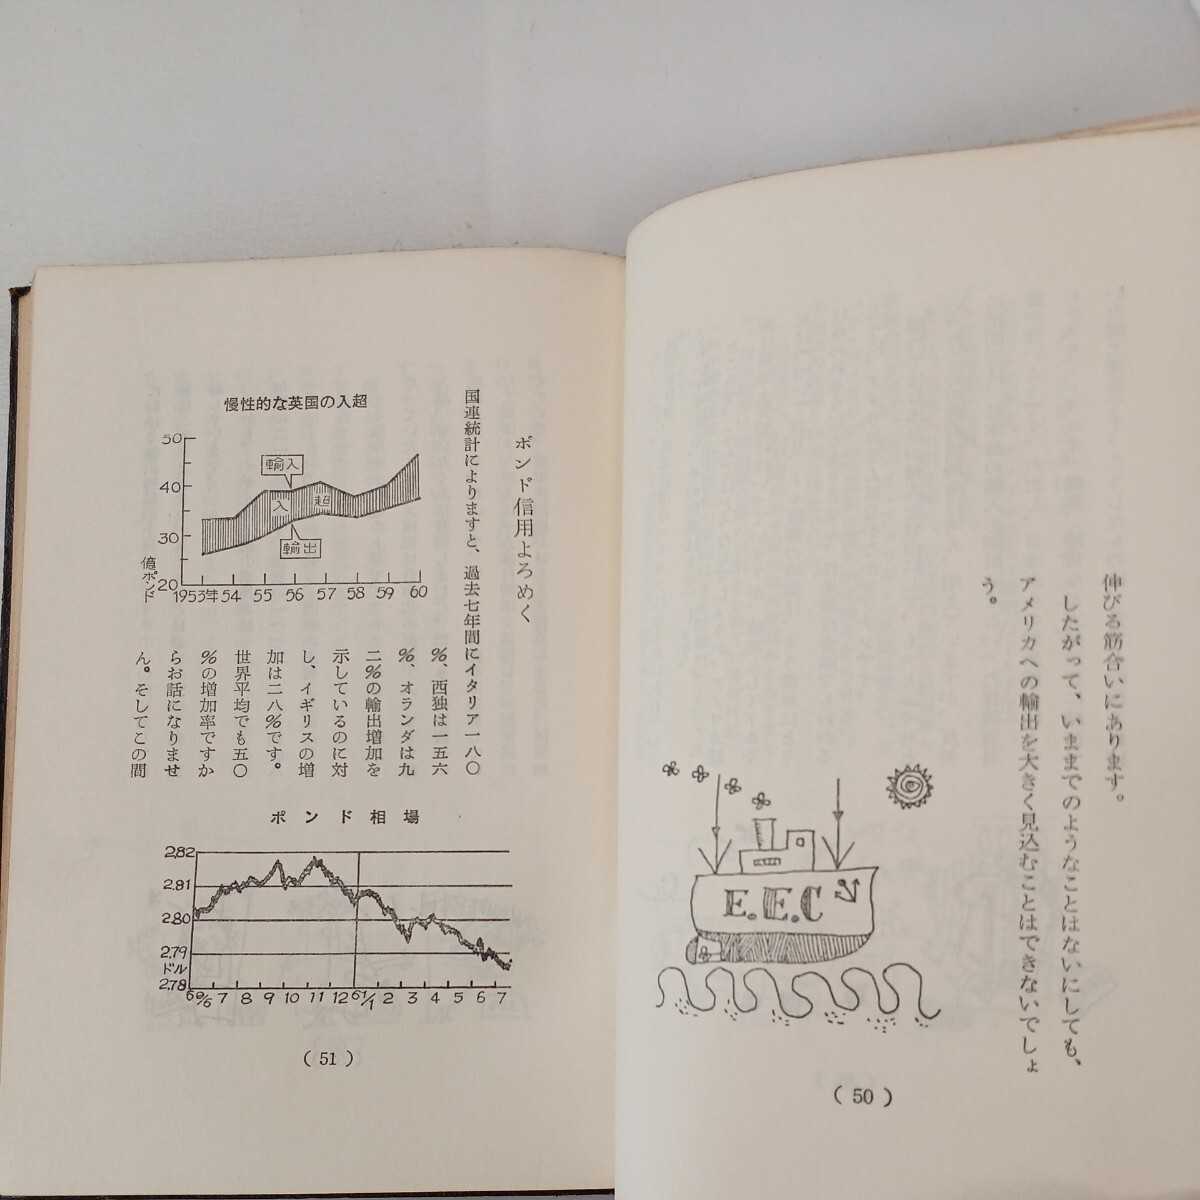 伸びる筋合いにあります。
したがって、いままでのようなことはないにしても、
アメリカへの輸出を大きく見込むことはできないでしょ
う。
E.E.C
( 50 )
ポンド信用よろめく
国連統計によりますと、過去七年間にイタリア一八〇
%、西独は一五六
%、オランダは九
二%の輸出増加を
示しているのに対
し、イギリスの増
加は二八%です。
世界平均でも五〇
%の増加率ですか
らお話になりませ
ん。そしてこの間
慢性的な英国の入超
50
40
30
20
億ポンド
輸入
入 超
輸出
1953年 54 55 56 57 58 59 60
ポンド相場
2.82
2.81
2.80
2.79
ドル
2.78
60/6 7 8 9 10 11 12 61/1 2 3 4 5 6 7
( 51 )